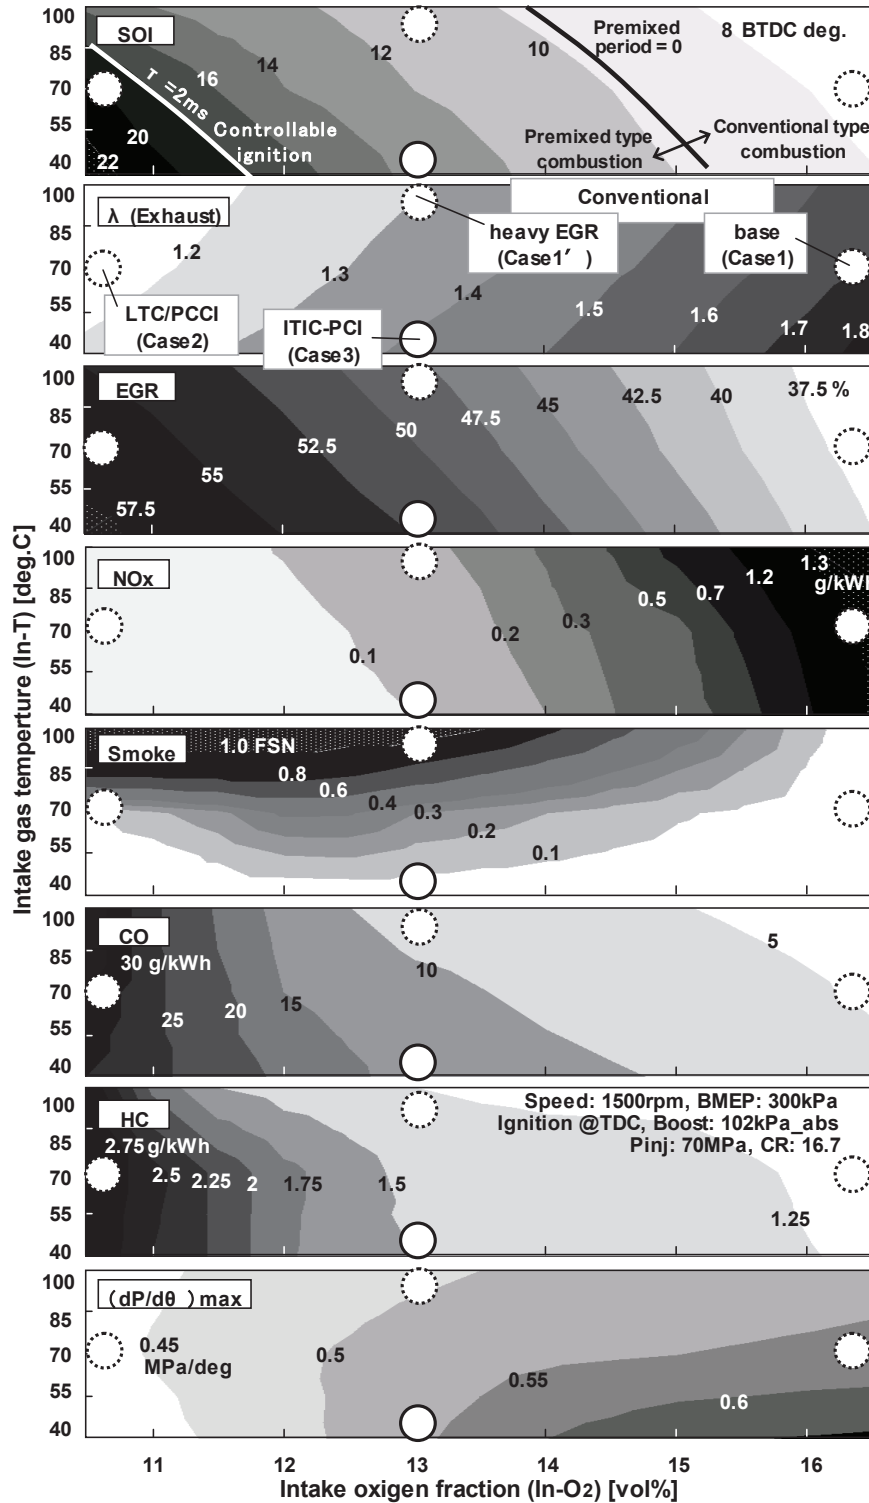 100
85
70
55
40
SOI
22
20
16
14
12
10
8 BTDC deg.
Premixed
period = 0
τ =2ms
Controllable
ignition
Premixed type
combustion
Conventional type
combustion
100
85
70
55
40
λ (Exhaust)
1.2
1.3
1.4
1.5
1.6
1.7
1.8
Conventional
heavy EGR
(Case1′ )
base
(Case1)
LTC/PCCI
(Case2)
ITIC-PCI
(Case3)
100
85
70
55
40
EGR
57.5
55
52.5
50
47.5
45
42.5
40
37.5 %
100
85
70
55
40
NOx
0.1
0.2
0.3
0.5
0.7
1.2
1.3
g/kWh
100
85
70
55
40
Smoke
1.0 FSN
0.8
0.6
0.4
0.3
0.2
0.1
100
85
70
55
40
CO
30 g/kWh
25
20
15
10
5
100
85
70
55
40
HC
2.75 g/kWh
2.5
2.25
2
1.75
1.5
1.25
Speed: 1500rpm, BMEP: 300kPa
Ignition @TDC, Boost: 102kPa_abs
Pinj: 70MPa, CR: 16.7
100
85
70
55
40
(dP/dθ )max
0.45
MPa/deg
0.5
0.55
0.6
11
12
13
14
15
16
Intake oxigen fraction (In-O2) [vol%]
Intake gas temperture (In-T) [deg.C]